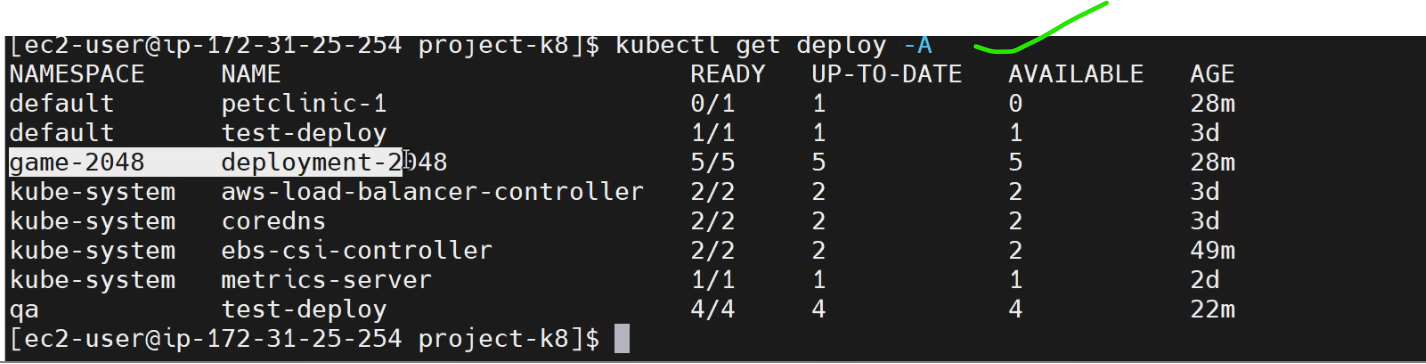 [ec2-user@ip-172-31-25-254 project-k8]$ kubectl get deploy -A
NAMESPACE NAME READY UP-TO-DATE AVAILABLE AGE
default petclinic-1 0/1 1 0 28m
default test-deploy 1/1 1 1 3d
game-2048 deployment-2048 5/5 5 5 28m
kube-system aws-load-balancer-controller 2/2 2 2 3d
kube-system coredns 2/2 2 2 3d
kube-system ebs-csi-controller 2/2 2 2 49m
kube-system metrics-server 1/1 1 1 2d
qa test-deploy 4/4 4 4 22m
[ec2-user@ip-172-31-25-254 project-k8]$